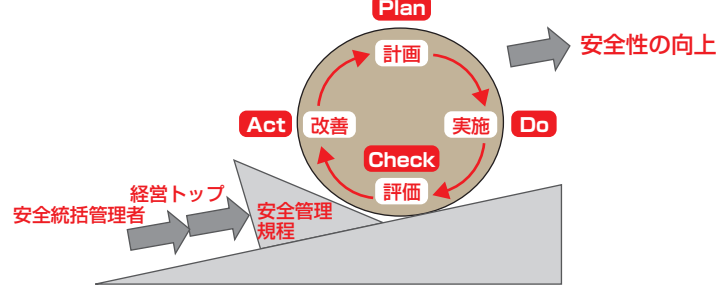 Plan
計画
安全性の向上
Act
改善
実施
Do
Check
評価
経営トップ
安全統括管理者
安全管理
規程